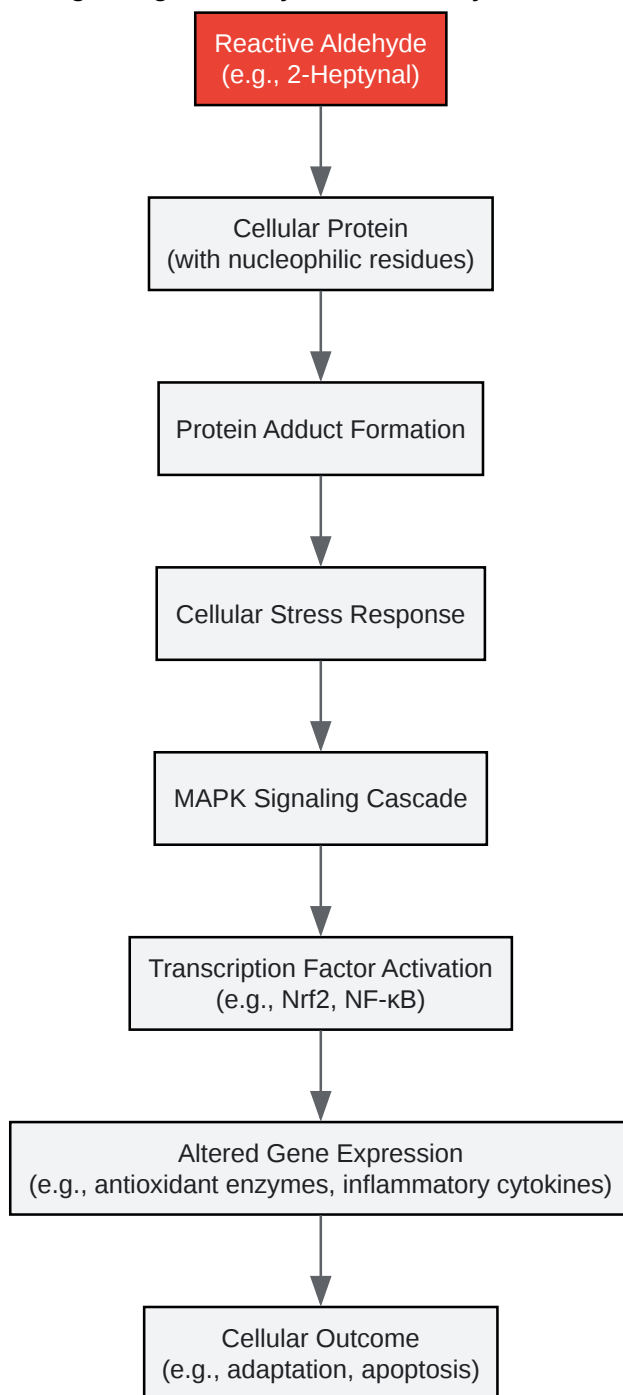 Reactive Aldehyde
(e.g., 2-Heptynal)
Cellular Protein
(with nucleophilic residues)
Protein Adduct Formation
Cellular Stress Response
MAPK Signaling Cascade
Transcription Factor Activation
(e.g., Nrf2, NF-κB)
Altered Gene Expression
(e.g., antioxidant enzymes, inflammatory cytokines)
Cellular Outcome
(e.g., adaptation, apoptosis)